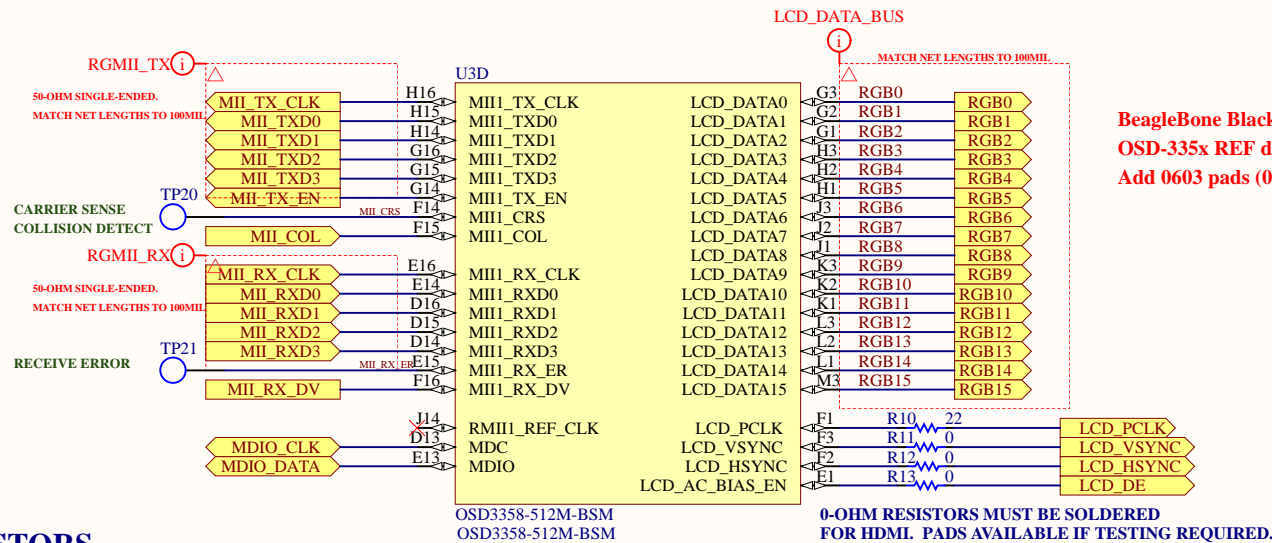 LCD_DATA_BUS
i
RGMII_TX i
MATCH NET LENGTHS TO 100MIL
U3D
50-OHM SINGLE-ENDED.
MATCH NET LENGTHS TO 100MIL
MII_TX_CLK H16 MII1_TX_CLK LCD_DATA0 G3 RGB0 RGB0
MII_TXD0 H15 MII1_TXD0 LCD_DATA1 G2 RGB1 RGB1
MII_TXD1 H14 MII1_TXD1 LCD_DATA2 G1 RGB2 RGB2
MII_TXD2 G16 MII1_TXD2 LCD_DATA3 H3 RGB3 RGB3
MII_TXD3 G15 MII1_TXD3 LCD_DATA4 H2 RGB4 RGB4
MII_TX_EN G14 MII1_TX_EN LCD_DATA5 H1 RGB5 RGB5
TP20 MII_CRS F14 MII1_CRS LCD_DATA6 J3 RGB6 RGB6
CARRIER SENSE
COLLISION DETECT
MII_COL F15 MII1_COL LCD_DATA7 J2 RGB7 RGB7
LCD_DATA8 J1 RGB8 RGB8
RGMII_RX i
MII_RX_CLK E16 MII1_RX_CLK LCD_DATA9 K3 RGB9 RGB9
50-OHM SINGLE-ENDED.
MATCH NET LENGTHS TO 100MIL
MII_RXD0 E14 MII1_RXD0 LCD_DATA10 K2 RGB10 RGB10
MII_RXD1 D16 MII1_RXD1 LCD_DATA11 K1 RGB11 RGB11
MII_RXD2 D15 MII1_RXD2 LCD_DATA12 L3 RGB12 RGB12
MII_RXD3 D14 MII1_RXD3 LCD_DATA13 L2 RGB13 RGB13
RECEIVE ERROR
TP21 MII_RX_ER E15 MII1_RX_ER LCD_DATA14 L1 RGB14 RGB14
MII_RX_DV F16 MII1_RX_DV LCD_DATA15 M3 RGB15 RGB15
J14 RMII1_REF_CLK LCD_PCLK F1 R10 22 LCD_PCLK
MDIO_CLK D13 MDC LCD_VSYNC F3 R11 0 LCD_VSYNC
MDIO_DATA E13 MDIO LCD_HSYNC F2 R12 0 LCD_HSYNC
LCD_AC_BIAS_EN E1 R13 0 LCD_DE
OSD3358-512M-BSM
OSD3358-512M-BSM
0-OHM RESISTORS MUST BE SOLDERED
FOR HDMI. PADS AVAILABLE IF TESTING REQUIRED.
BeagleBone Black
OSD-335x REF d
Add 0603 pads (0